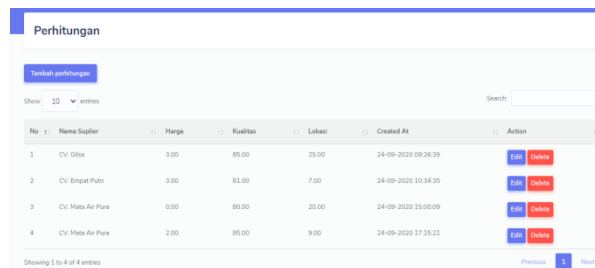 Perhitungan
Tambah perhitungan
Show 10 entries
Search:
No Nama Suplier Harga Kualitas Lokasi Created At Action
1 CV. Gilsa 3.00 85.00 25.00 24-09-2020 09:26:39 Edit Delete
2 CV. Empat Putri 3.00 81.00 7.00 24-09-2020 10:34:35 Edit Delete
3 CV. Mata Air Pura 0.00 80.00 20.00 24-09-2020 15:00:09 Edit Delete
4 CV. Mata Air Pura 2.00 85.00 9.00 24-09-2020 17:15:21 Edit Delete
Showing 1 to 4 of 4 entries
Previous 1 Next